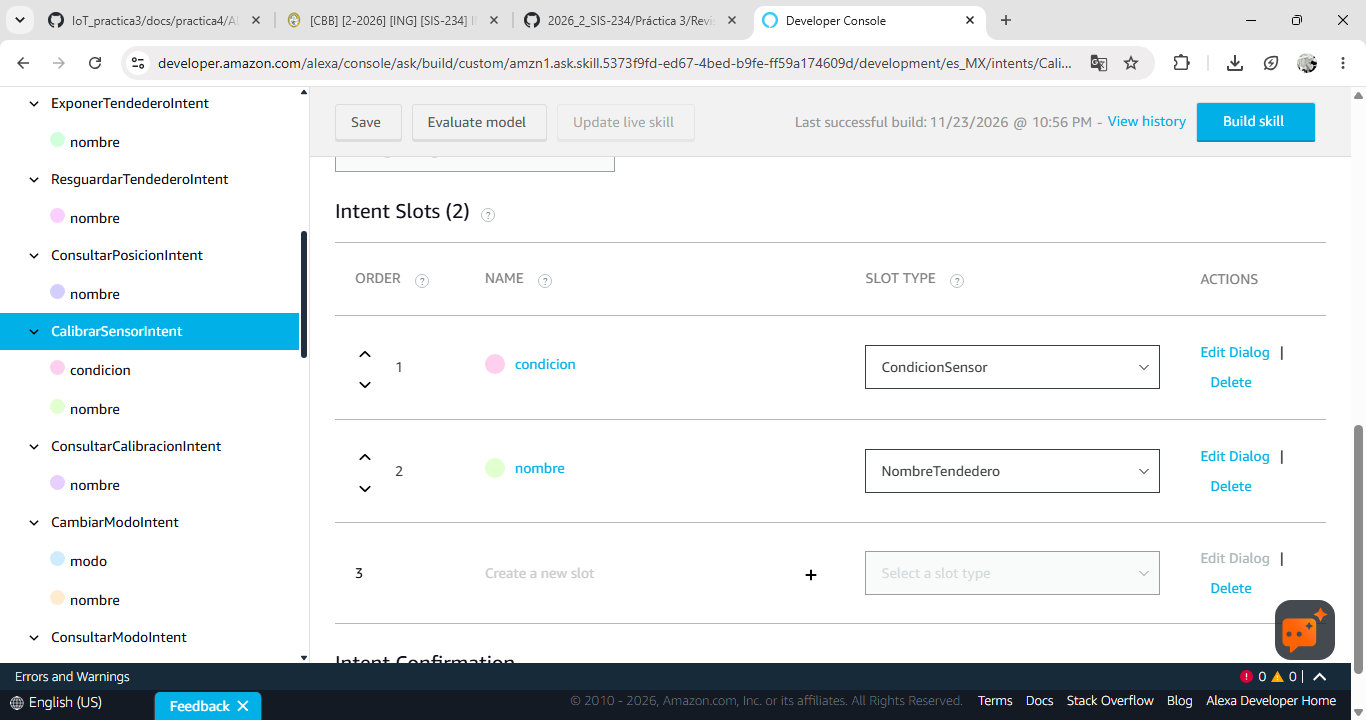 IoT_practica3/docs/practica4/Al
[CBB] [2-2026] [ING] [SIS-234] I
2026_2_SIS-234/Práctica 3/Revis
Developer Console
developer.amazon.com/alexa/console/ask/build/custom/amzn1.ask.skill.5373f9fd-ed67-4bed-b9fe-ff59a174609d/development/es_MX/intents/Cali...
ExponerTendederoIntent
nombre
ResguardarTendederoIntent
nombre
ConsultarPosicionIntent
nombre
CalibrarSensorIntent
condicion
nombre
ConsultarCalibracionIntent
nombre
CambiarModoIntent
modo
nombre
ConsultarModoIntent
Save
Evaluate model
Update live skill
Last successful build: 11/23/2026 @ 10:56 PM - View history
Build skill
Intent Slots (2) ?
ORDER ? NAME ? SLOT TYPE ? ACTIONS
1 condicion CondicionSensor Edit Dialog |
Delete
2 nombre NombreTendedero Edit Dialog |
Delete
3 Create a new slot + Select a slot type Edit Dialog |
Delete
Intent Confirmation
Errors and Warnings
0 0 |
English (US)
Feedback
© 2010 - 2026, Amazon.com, Inc. or its affiliates. All Rights Reserved. Terms Docs Stack Overflow Blog Alexa Developer Home